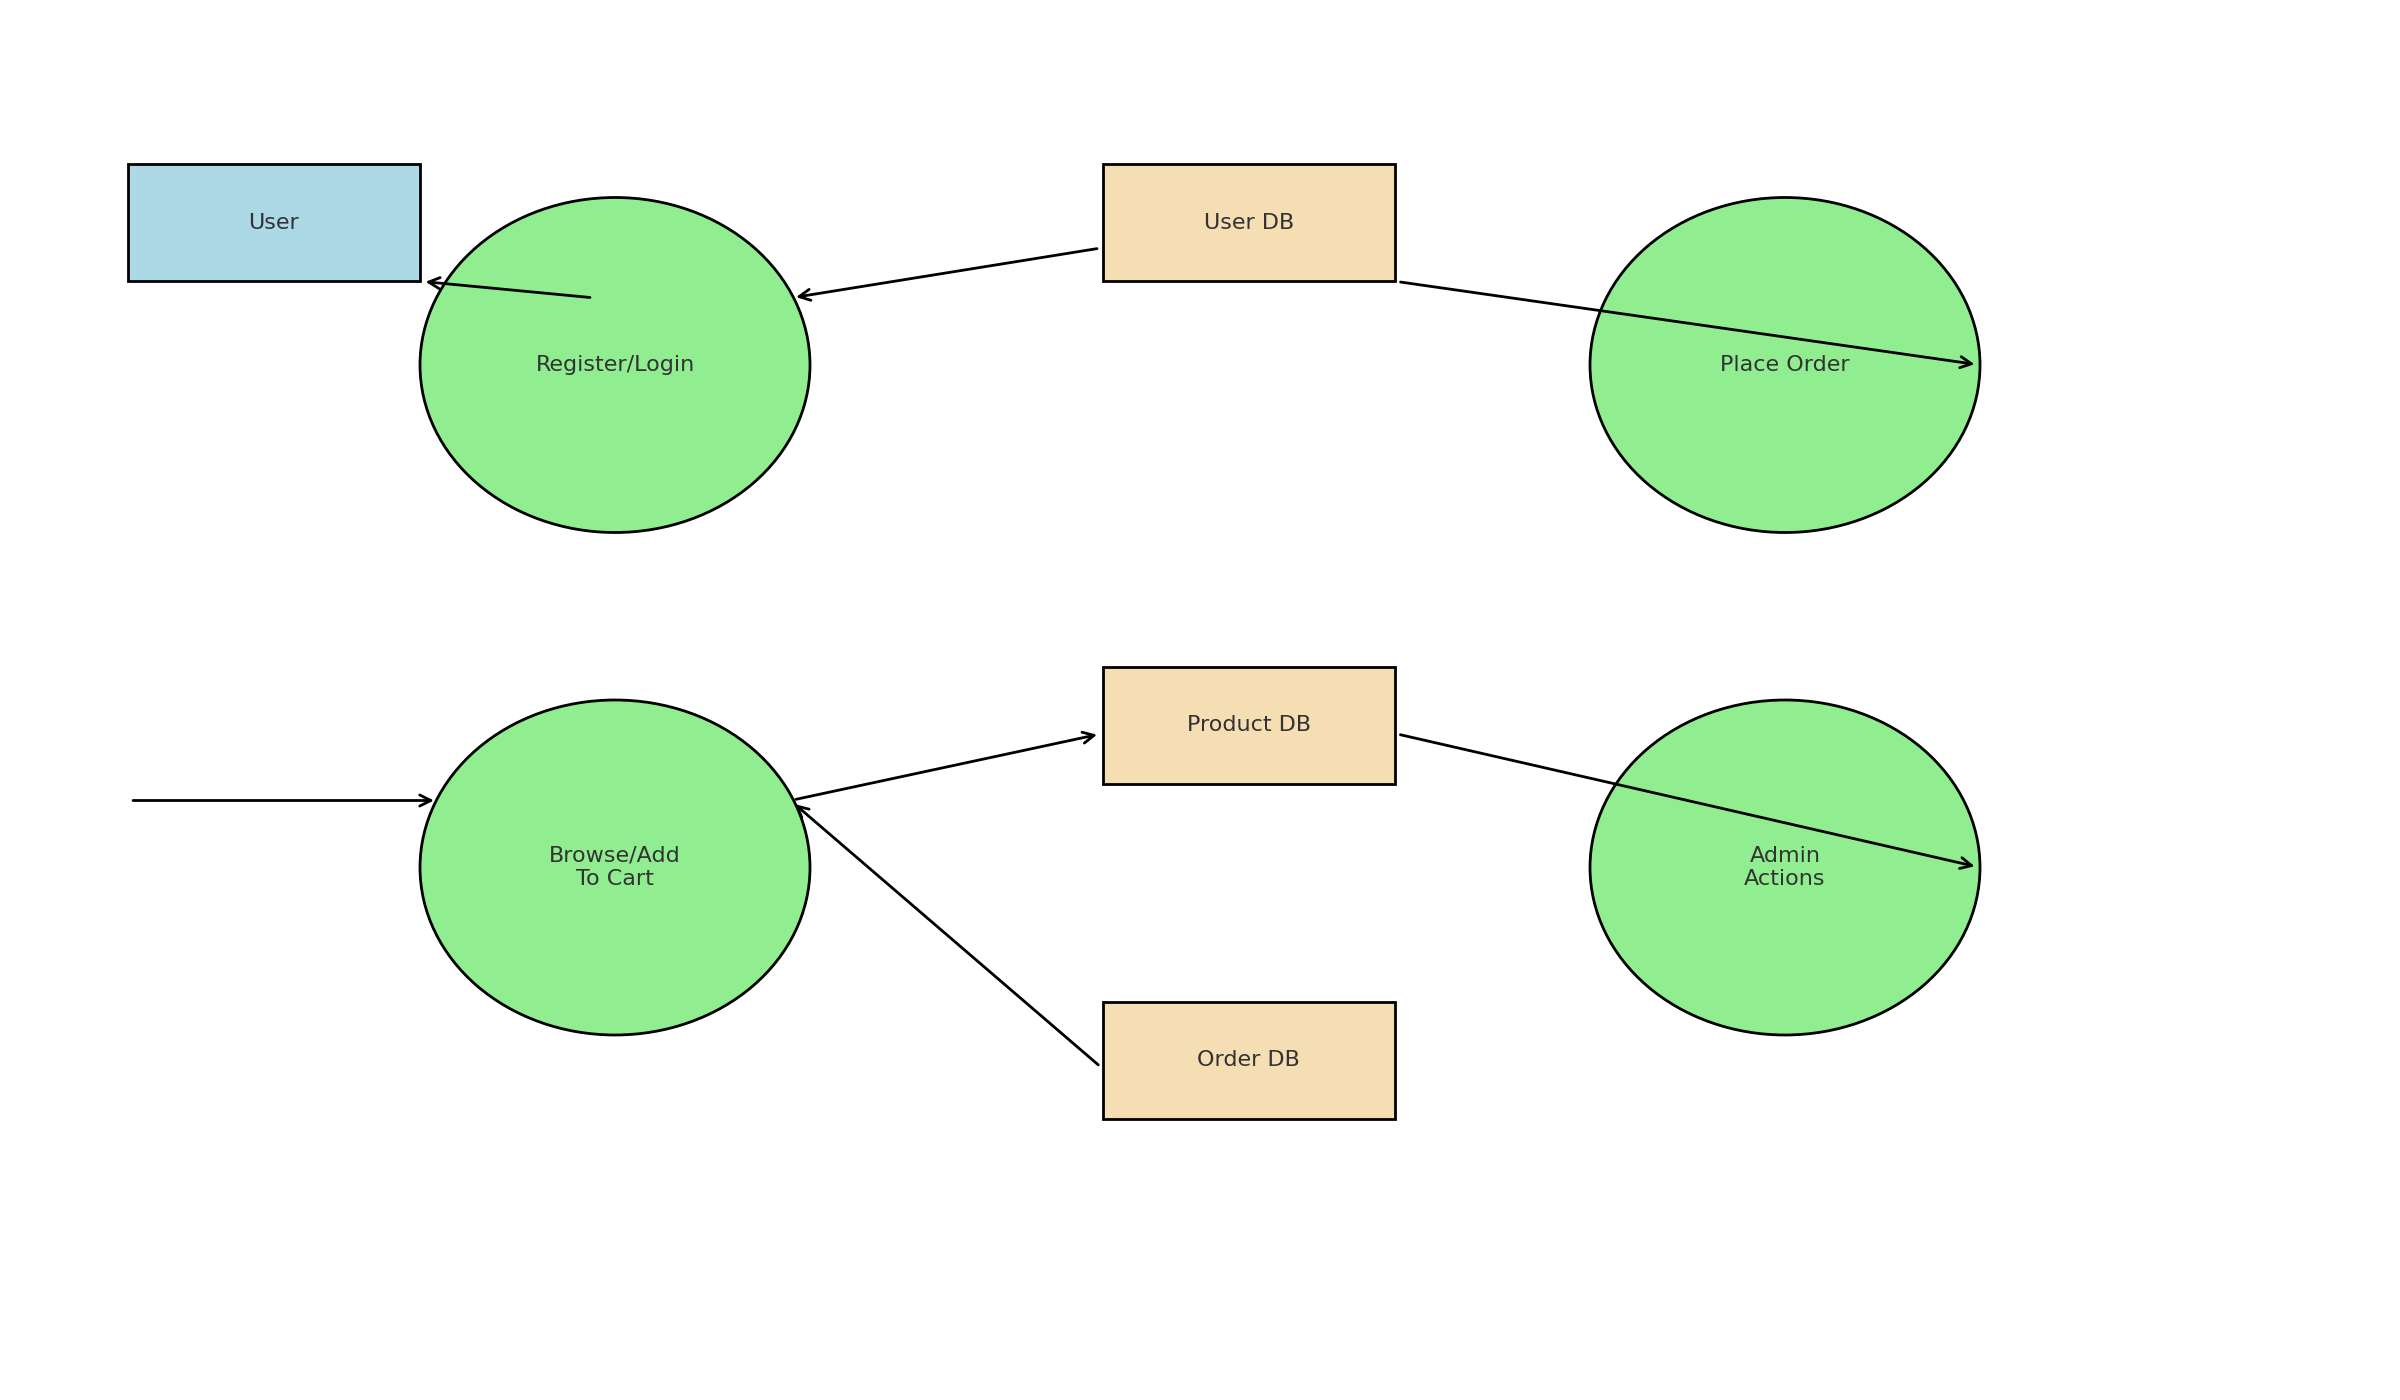 User
User DB
Register/Login
Place Order
Product DB
Browse/Add
To Cart
Admin
Actions
Order DB